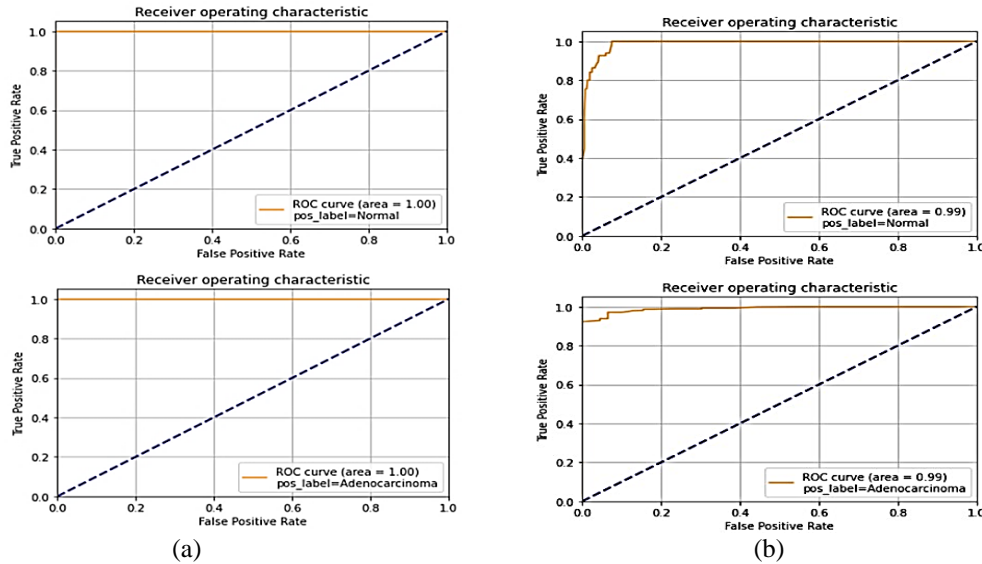 Receiver operating characteristic
1.0
0.8
0.6
0.4
0.2
0.0
True Positive Rate
ROC curve (area = 1.00)
pos_label=Normal
0.0 0.2 0.4 0.6 0.8 1.0
False Positive Rate
Receiver operating characteristic
1.0
0.8
0.6
0.4
0.2
0.0
True Positive Rate
ROC curve (area = 1.00)
pos_label=Adenocarcinoma
0.0 0.2 0.4 0.6 0.8 1.0
False Positive Rate
(a)
Receiver operating characteristic
1.0
0.8
0.6
0.4
0.2
0.0
True Positive Rate
ROC curve (area = 0.99)
pos_label=Normal
0.0 0.2 0.4 0.6 0.8 1.0
False Positive Rate
Receiver operating characteristic
1.0
0.8
0.6
0.4
0.2
0.0
True Positive Rate
ROC curve (area = 0.99)
pos_label=Adenocarcinoma
0.0 0.2 0.4 0.6 0.8 1.0
False Positive Rate
(b)